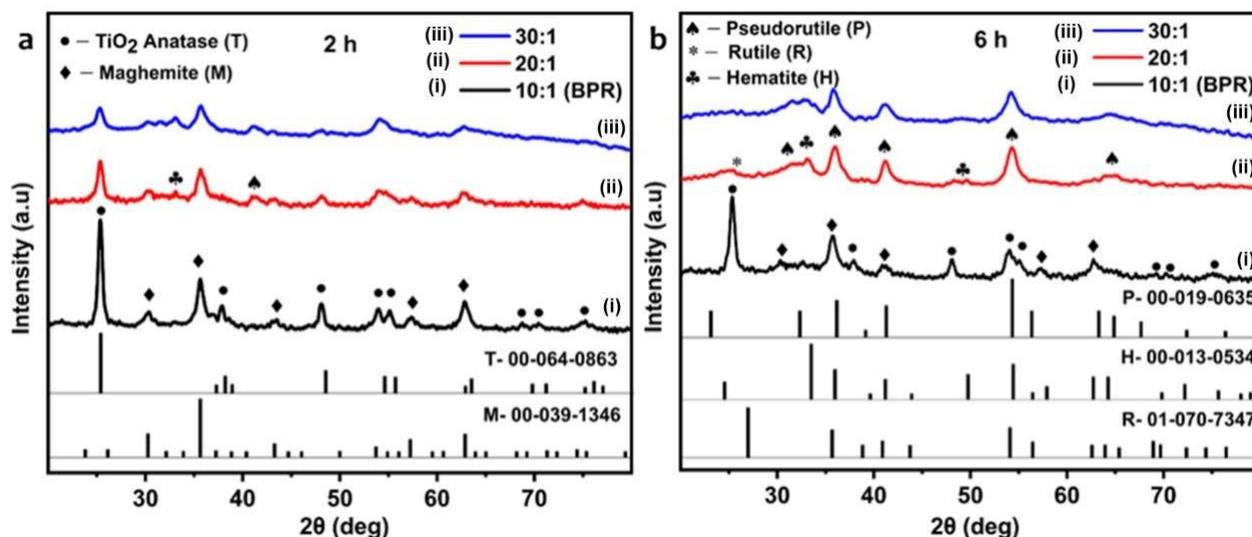 a
● – TiO2 Anatase (T)
◆ – Maghemite (M)
2 h
(iii) 30:1
(ii) 20:1
(i) 10:1 (BPR)
(iii)
(ii)
(i)
T- 00-064-0863
M- 00-039-1346
Intensity (a.u)
30 40 50 60 70
2θ (deg)
b
♠ – Pseudorutile (P)
* – Rutile (R)
♣ – Hematite (H)
6 h
(iii) 30:1
(ii) 20:1
(i) 10:1 (BPR)
(iii)
(ii)
(i)
P- 00-019-0635
H- 00-013-0534
R- 01-070-7347
Intensity (a.u)
30 40 50 60 70
2θ (deg)